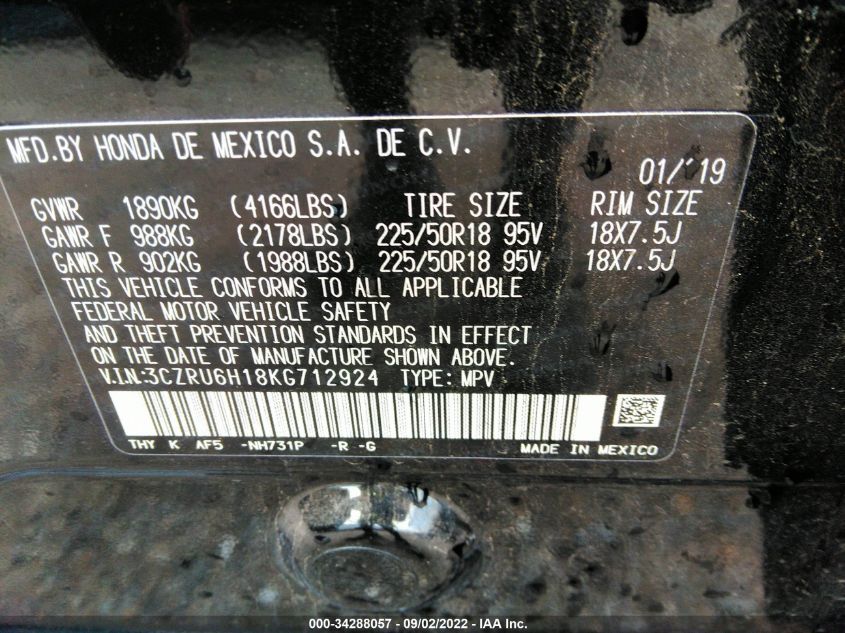 MFD.BY HONDA DE MEXICO S.A. DE C.V.
01/'19
GVWR 1890KG (4166LBS) TIRE SIZE RIM SIZE
GAWR F 988KG (2178LBS) 225/50R18 95V 18X7.5J
GAWR R 902KG (1988LBS) 225/50R18 95V 18X7.5J
THIS VEHICLE CONFORMS TO ALL APPLICABLE
FEDERAL MOTOR VEHICLE SAFETY
AND THEFT PREVENTION STANDARDS IN EFFECT
ON THE DATE OF MANUFACTURE SHOWN ABOVE.
V.I.N:3CZRU6H18KG712924 TYPE: MPV
THY K AF5 -NH731P -R -G MADE IN MEXICO
000-34288057 - 09/02/2022 - IAA Inc.